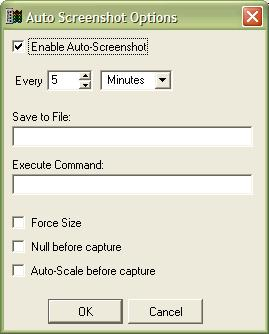 Auto Screenshot Options
Enable Auto-Screenshot
Every 5 Minutes
Save to File:
Execute Command:
Force Size
Null before capture
Auto-Scale before capture
OK Cancel